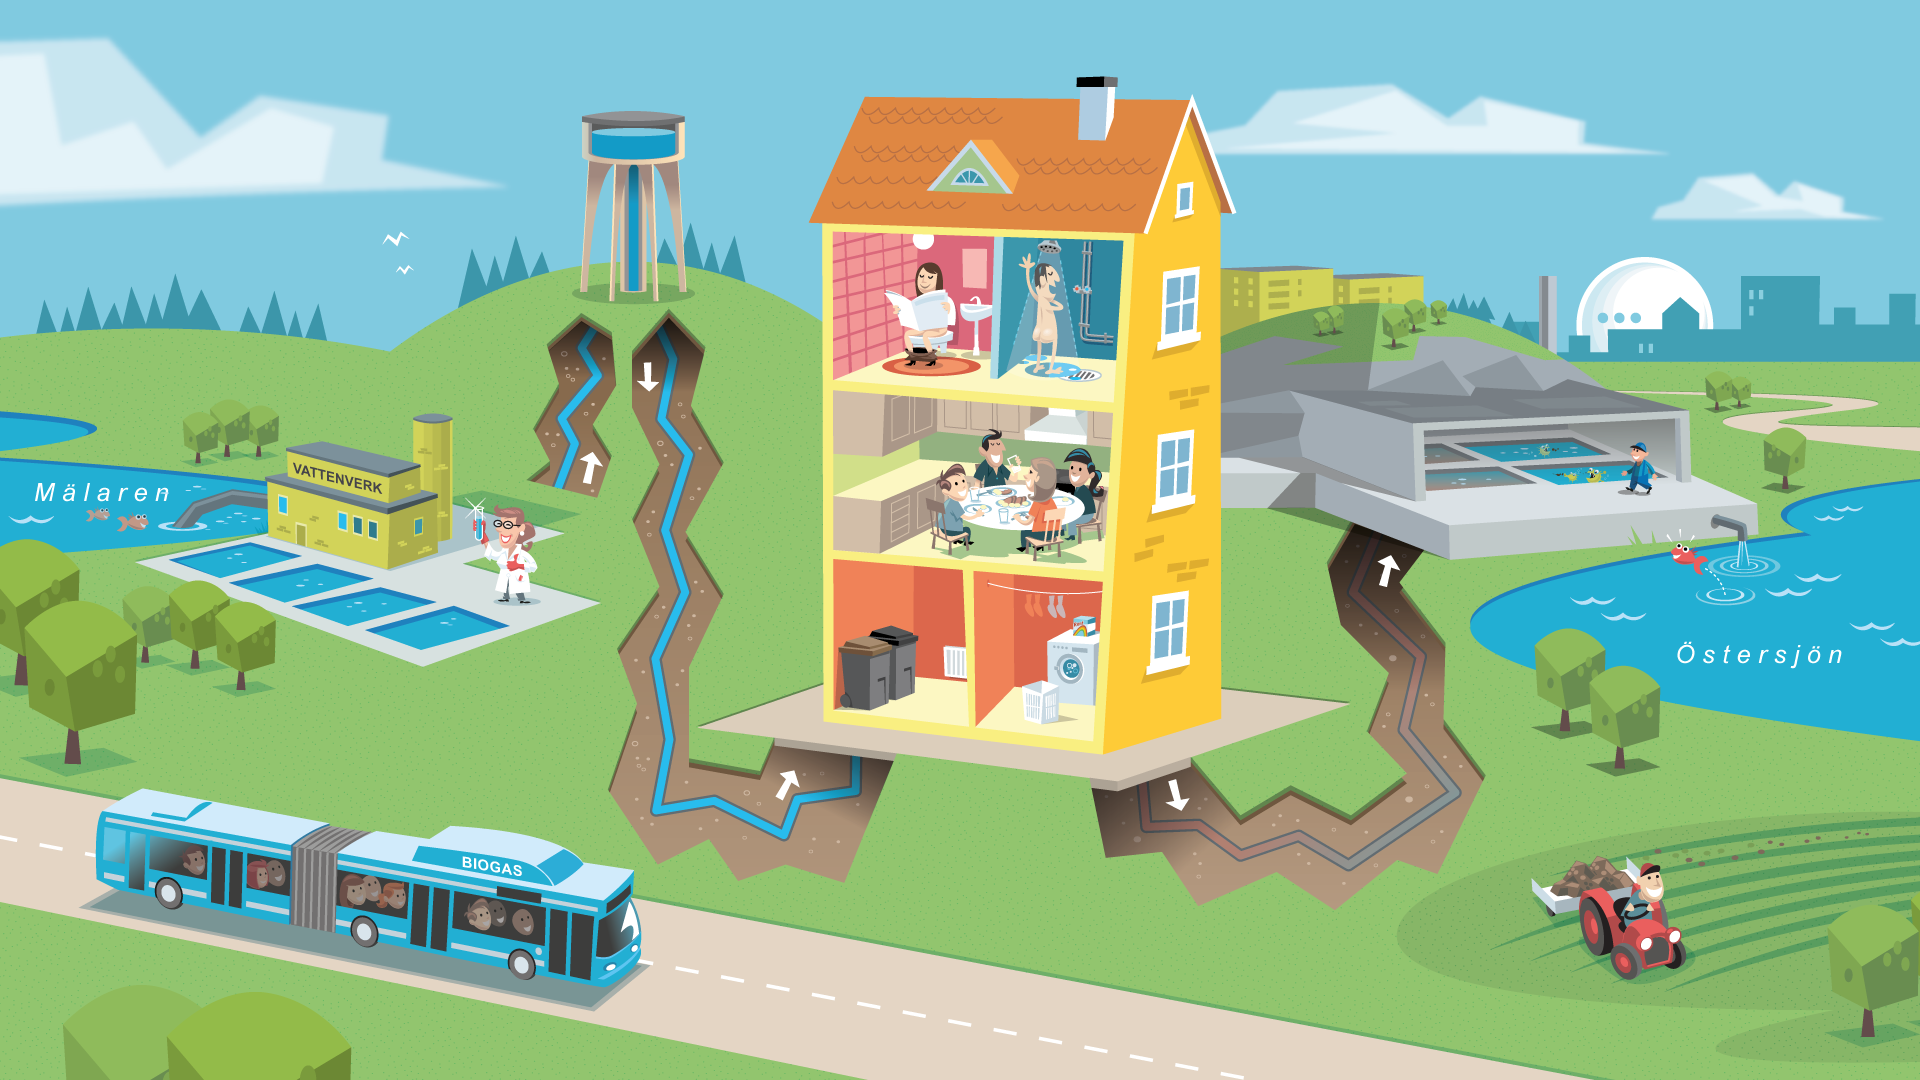 VATTENVERK
Mälaren
Östersjön
BIOGAS